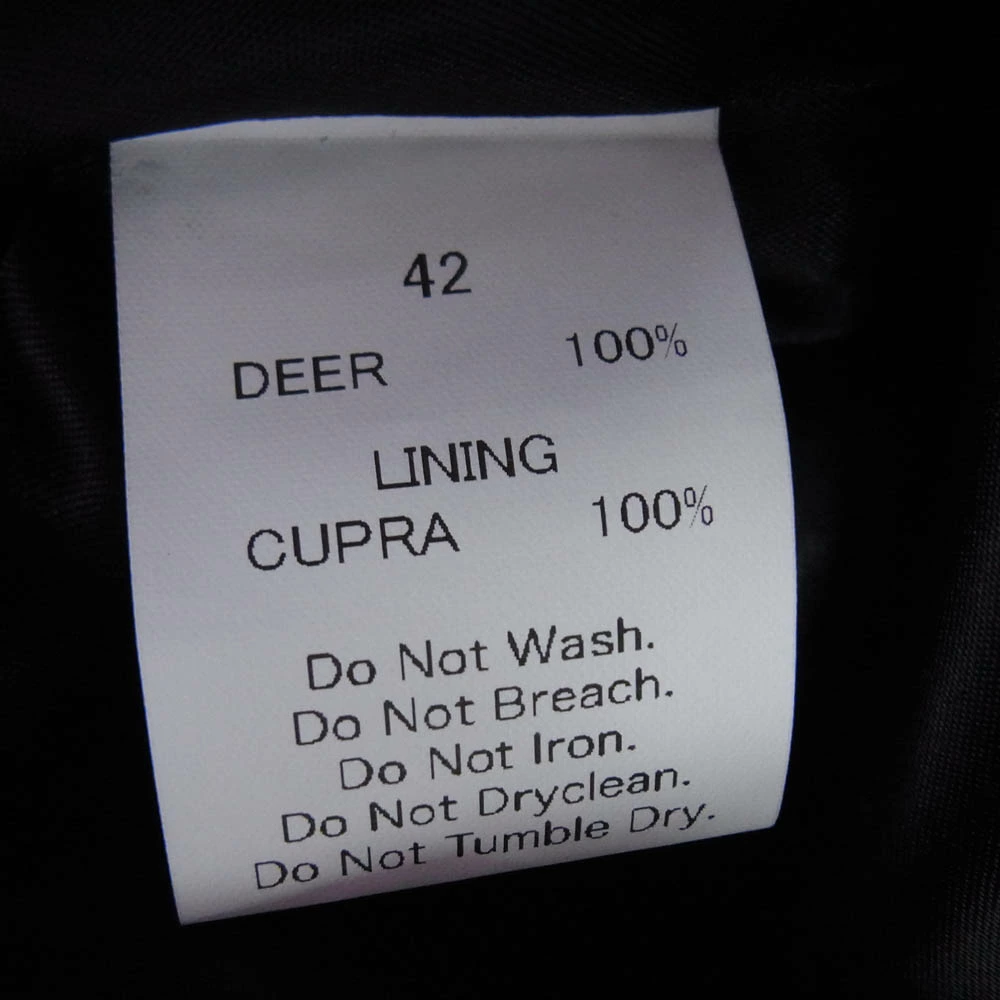 42
DEER 100%
LINING
CUPRA 100%
Do Not Wash.
Do Not Breach.
Do Not Iron.
Do Not Dryclean.
Do Not Tumble Dry.